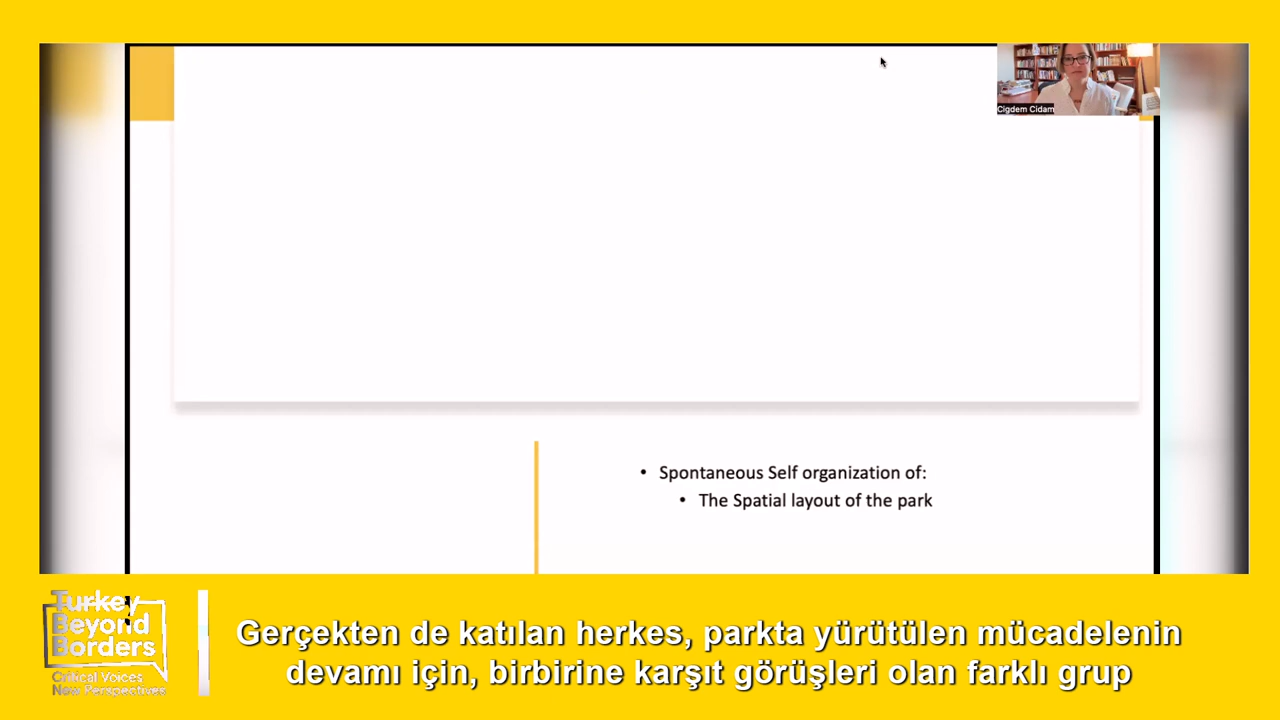 Cigdem Cidam
• Spontaneous Self organization of:
• The Spatial layout of the park
Turkey
Beyond
Borders
Critical Voices
New Perspectives
Gerçekten de katılan herkes, parkta yürütülen mücadelenin
devamı için, birbirine karşıt görüşleri olan farklı grup